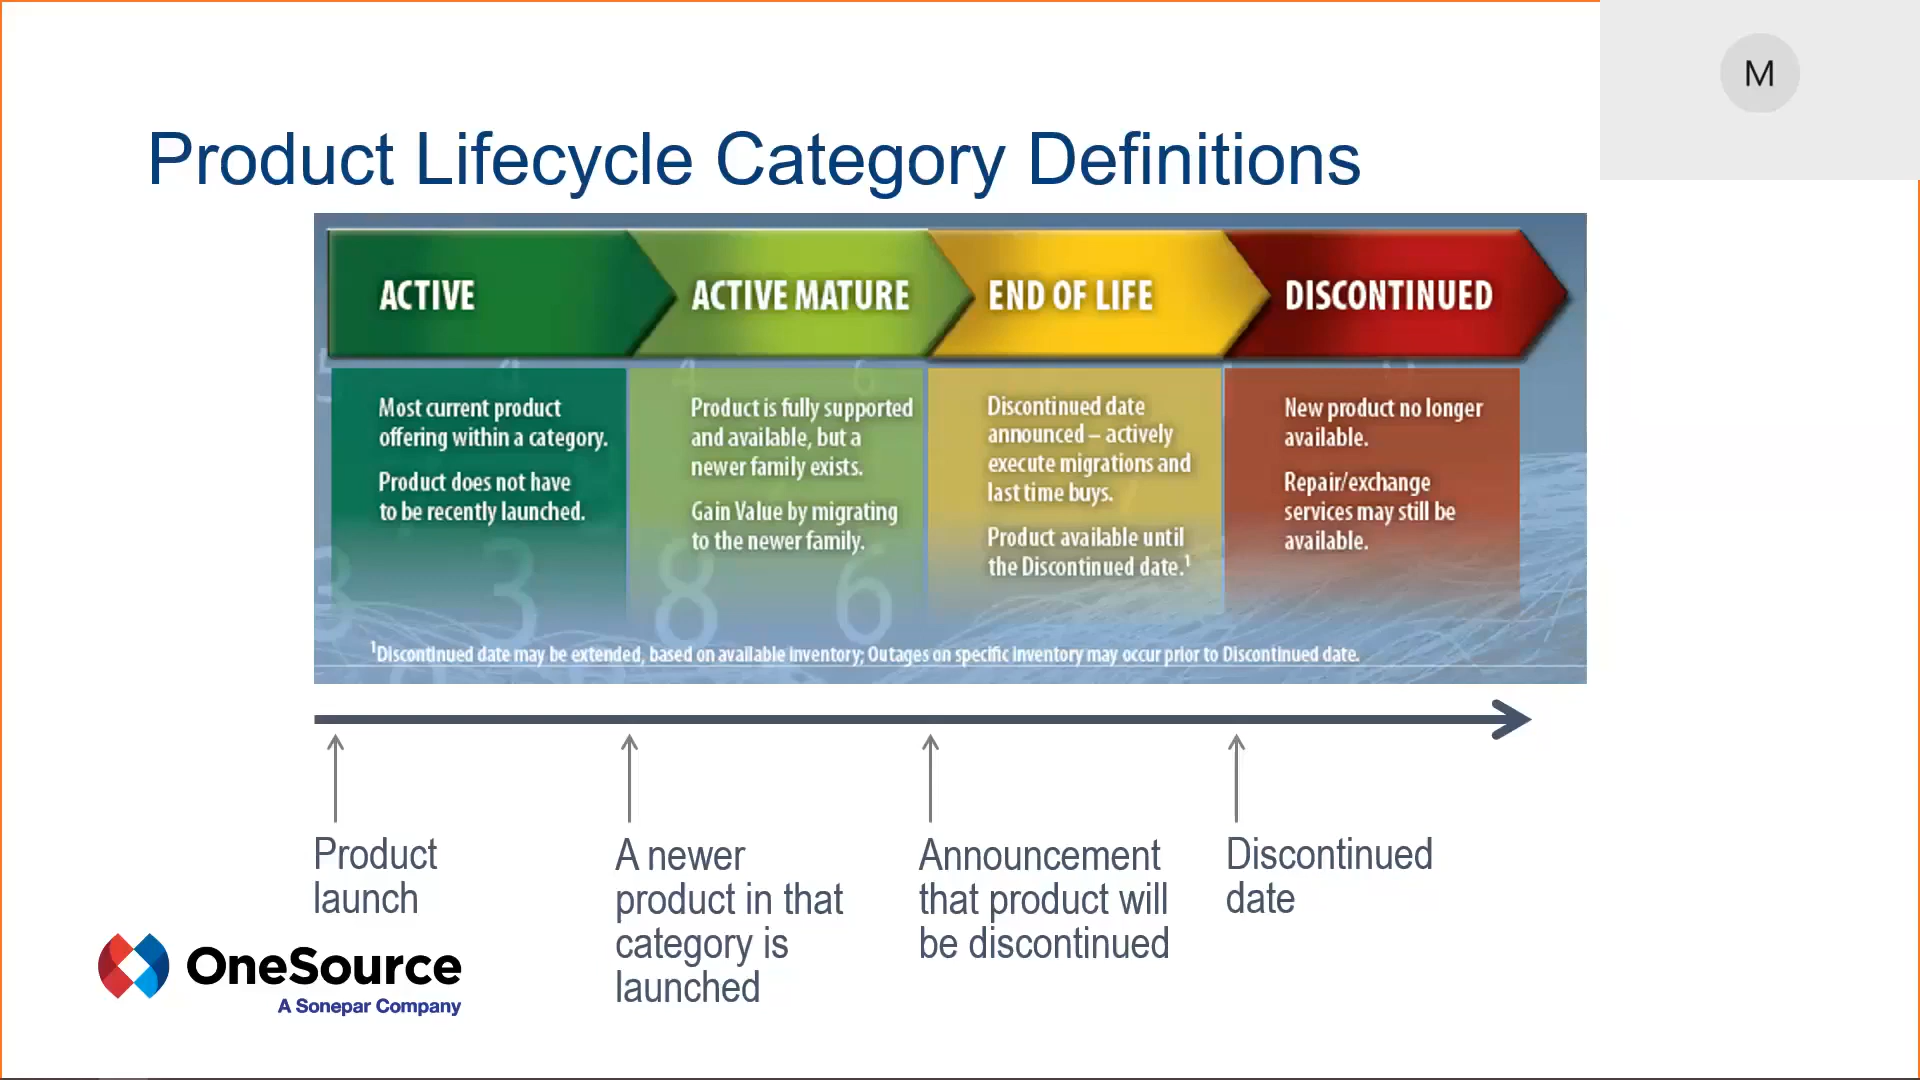 M
Product Lifecycle Category Definitions
ACTIVE
Most current product
offering within a category.
Product does not have
to be recently launched.
ACTIVE MATURE
Product is fully supported
and available, but a
newer family exists.
Gain Value by migrating
to the newer family.
END OF LIFE
Discontinued date
announced – actively
execute migrations and
last time buys.
Product available until
the Discontinued date.¹
DISCONTINUED
New product no longer
available.
Repair/exchange
services may still be
available.
¹Discontinued date may be extended, based on available inventory; Outages on specific inventory may occur prior to Discontinued date.
Product
launch
A newer
product in that
category is
launched
Announcement
that product will
be discontinued
Discontinued
date
OneSource
A Sonepar Company